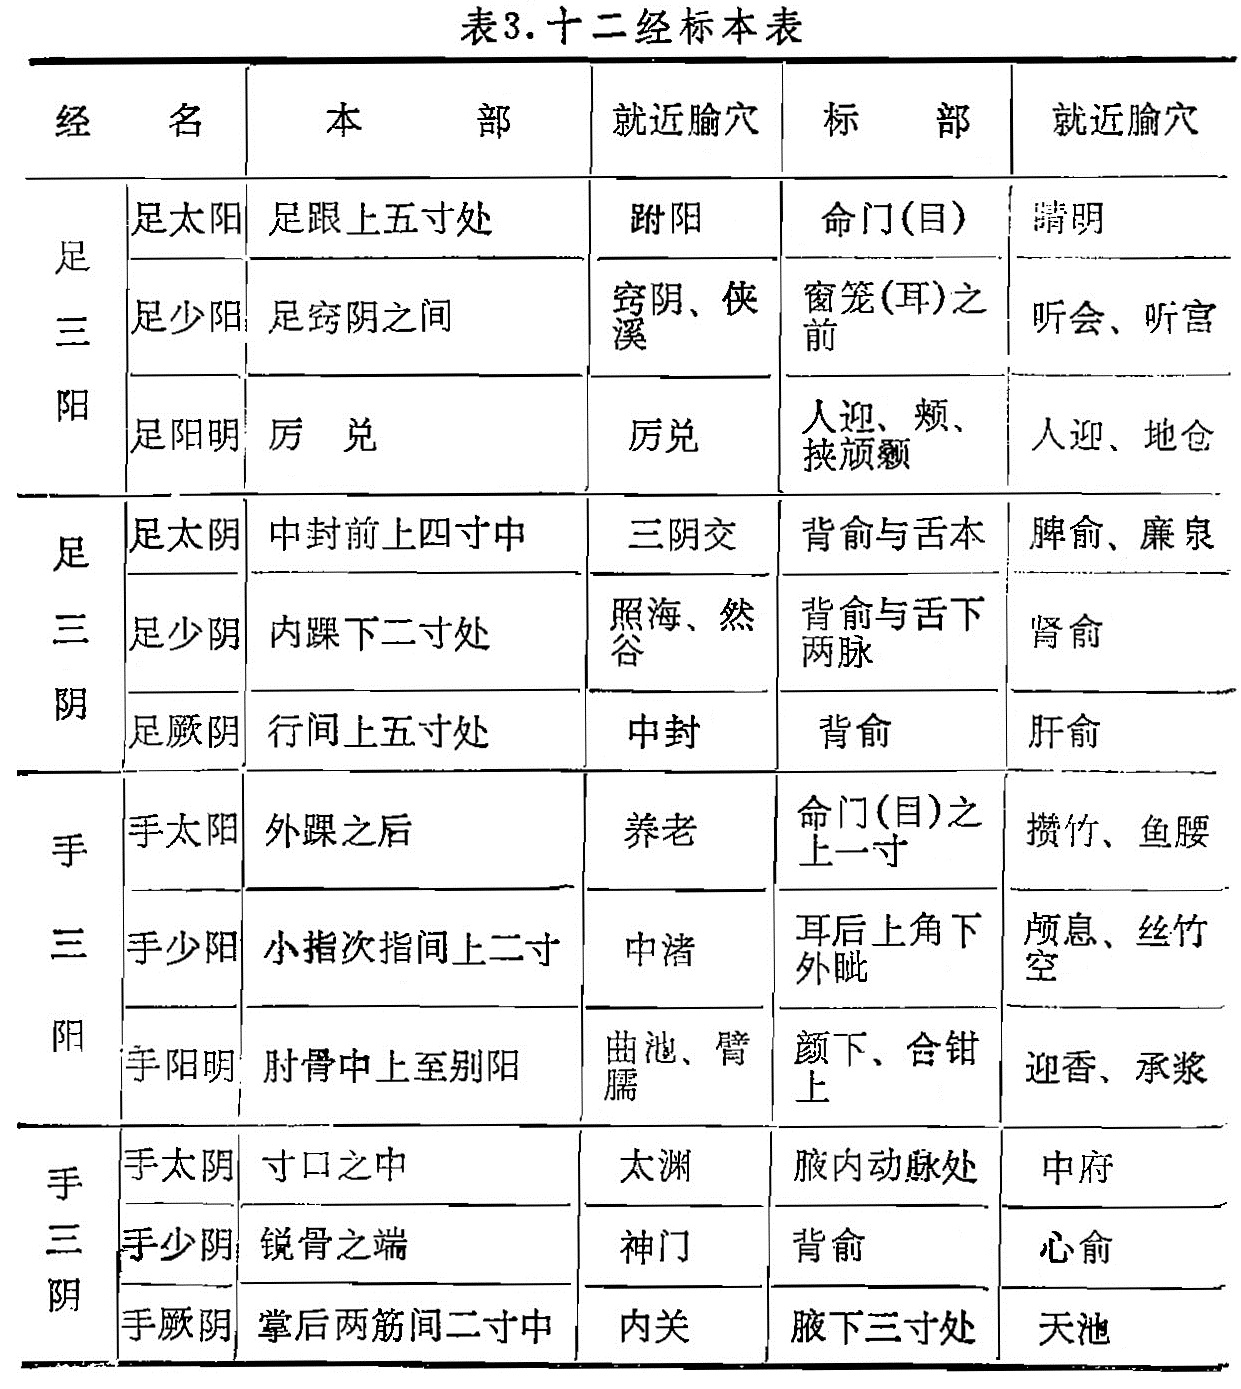 表3.十二经标本表
经 名 本 部 就近腧穴 标 部 就近腧穴
足三阳
足太阳 足跟上五寸处 跗阳 命门(目) 睛明
足少阳 足窍阴之间 窍阴、侠溪 窗笼(耳)之前 听会、听宫
足阳明 厉 兑 厉兑 人迎、颊、挟颃颡 人迎、地仓
足三阴
足太阴 中封前上四寸中 三阴交 背俞与舌本 脾俞、廉泉
足少阴 内踝下二寸处 照海、然谷 背俞与舌下两脉 肾俞
足厥阴 行间上五寸处 中封 背俞 肝俞
手三阳
手太阳 外踝之后 养老 命门(目)之上一寸 攒竹、鱼腰
手少阳 小指次指间上二寸 中渚 耳后上角下外眦 颅息、丝竹空
手阳明 肘骨中上至别阳 曲池、臂臑 颜下、合钳上 迎香、承浆
手三阴
手太阴 寸口之中 太渊 腋内动脉处 中府
手少阴 锐骨之端 神门 背俞 心俞
手厥阴 掌后两筋间二寸中 内关 腋下三寸处 天池